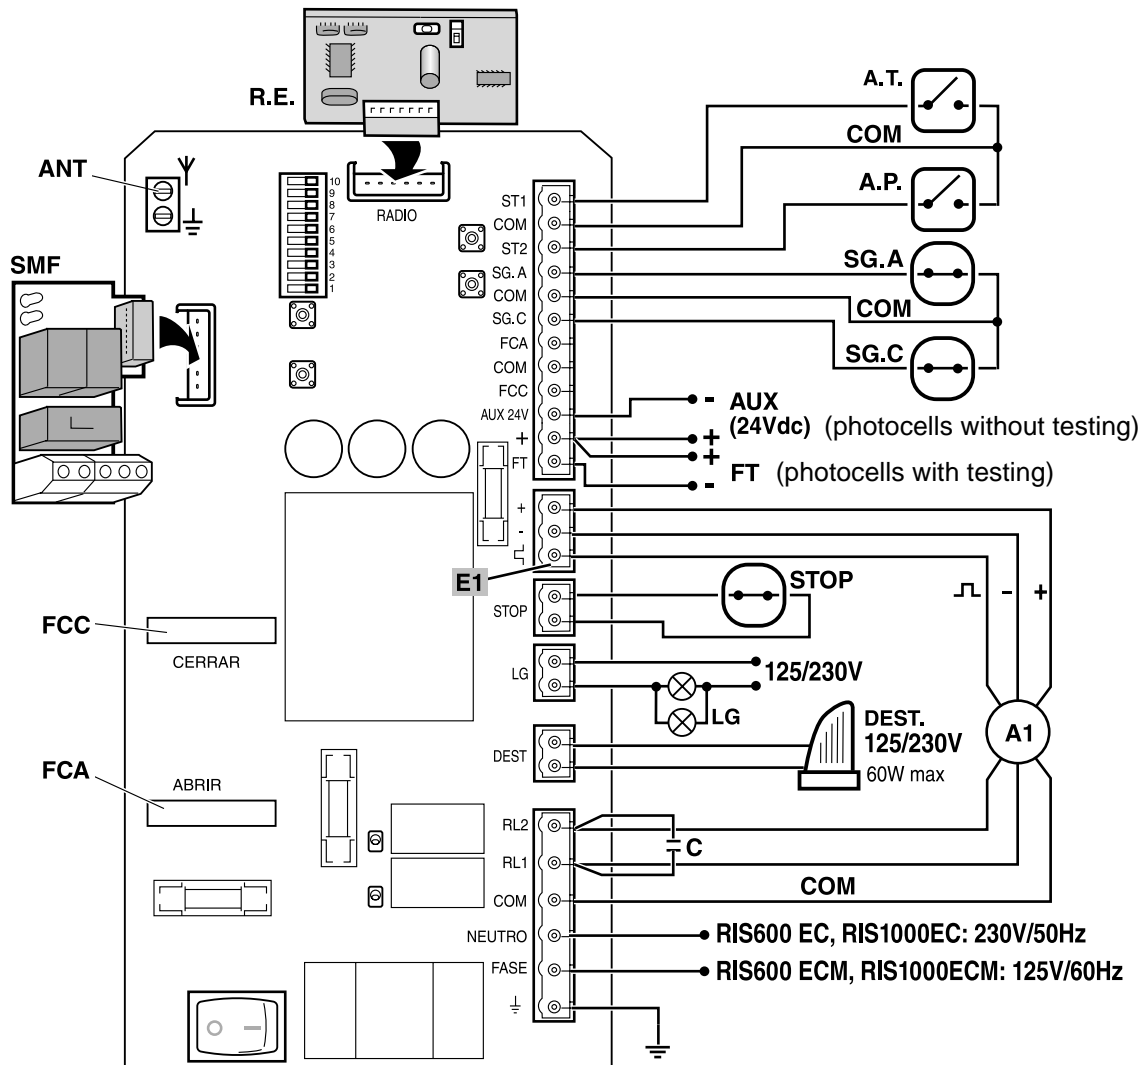 R.E.
ANT
SMF
RADIO
10
9
8
7
6
5
4
3
2
1
ST1
COM
ST2
SG.A
COM
SG.C
FCA
COM
FCC
AUX 24V
+
FT
A.T.
COM
A.P.
SG.A
COM
SG.C
- AUX
(24Vdc) (photocells without testing)
+
+
FT (photocells with testing)
-
+
-
E1
STOP
STOP
- +
FCC
CERRAR
LG
125/230V
LG
DEST
DEST.
125/230V
60W max
A1
FCA
ABRIR
RL2
RL1
C
COM
COM
NEUTRO
RIS600 EC, RIS1000EC: 230V/50Hz
FASE
RIS600 ECM, RIS1000ECM: 125V/60Hz